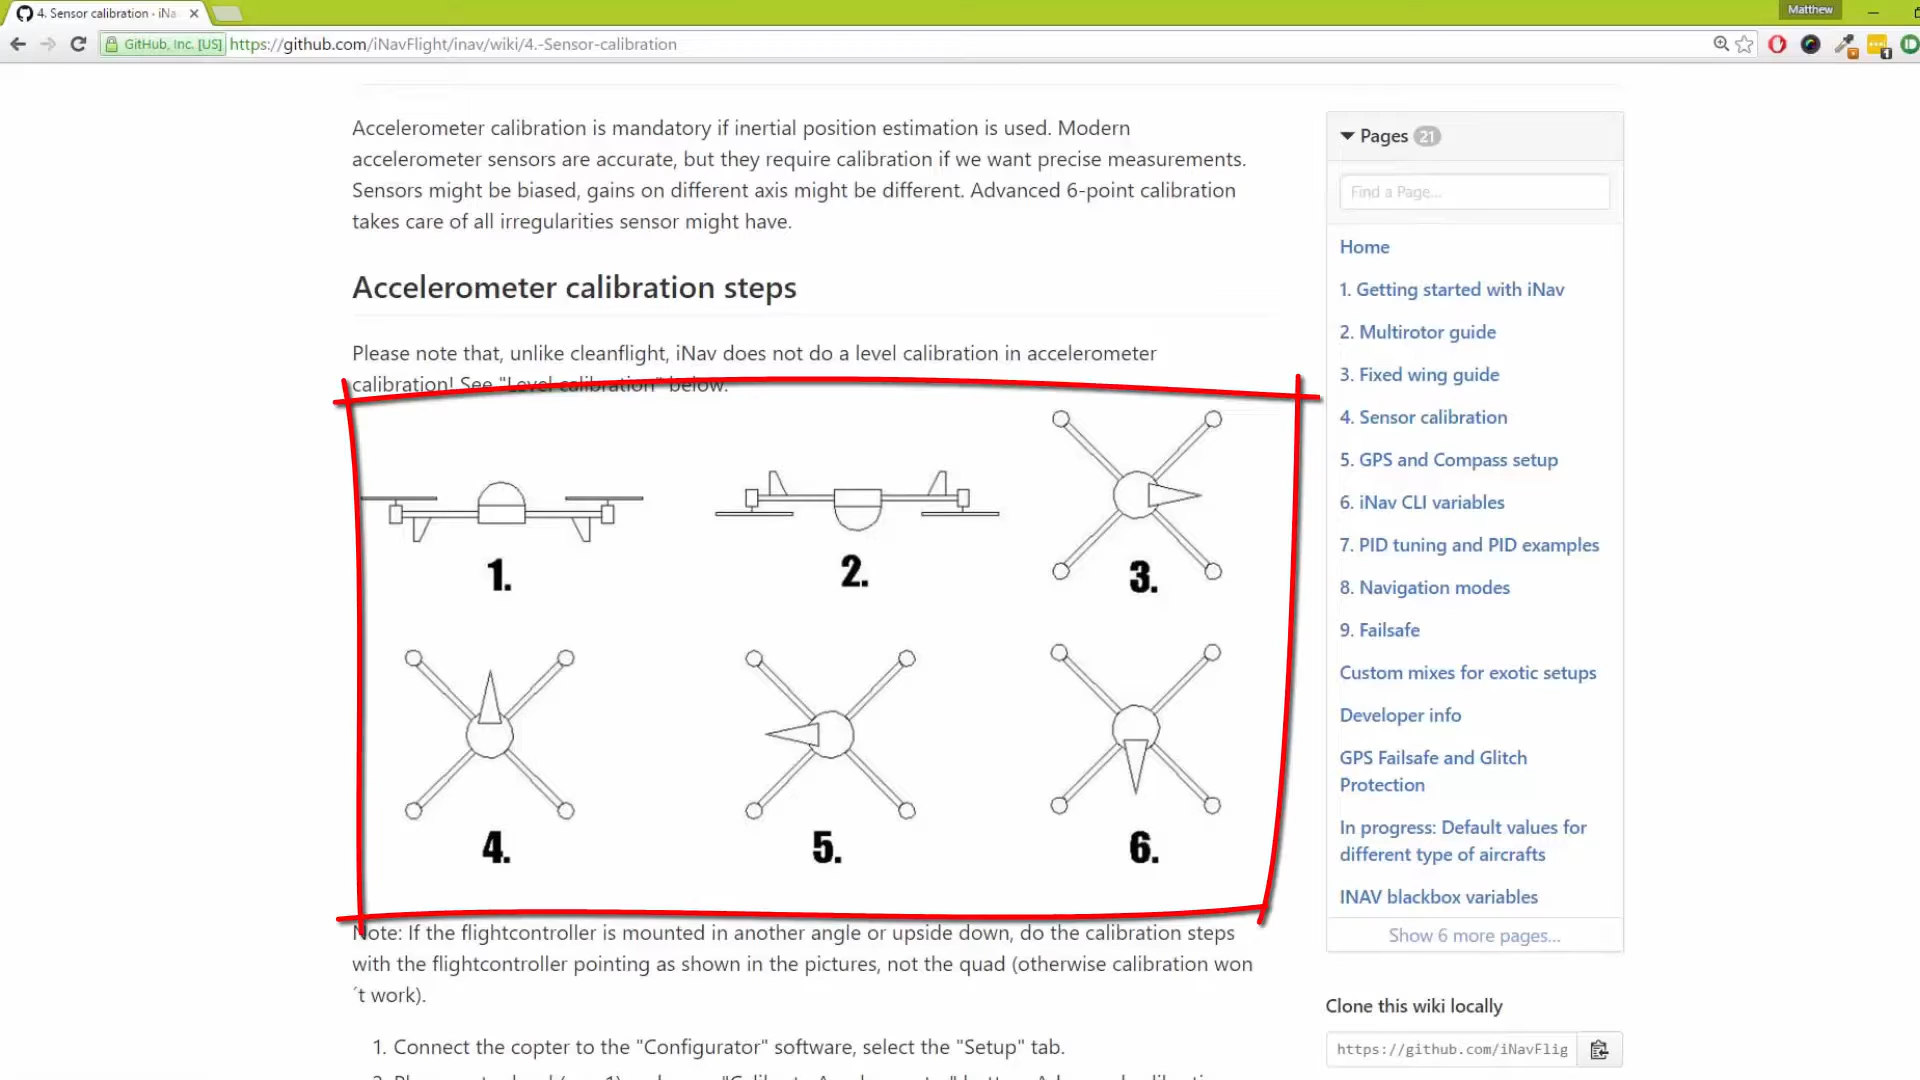 4. Sensor calibration · iNa
Matthew
GitHub, Inc. [US] https://github.com/iNavFlight/inav/wiki/4.-Sensor-calibration
1
Accelerometer calibration is mandatory if inertial position estimation is used. Modern
accelerometer sensors are accurate, but they require calibration if we want precise measurements.
Sensors might be biased, gains on different axis might be different. Advanced 6-point calibration
takes care of all irregularities sensor might have.
Accelerometer calibration steps
Please note that, unlike cleanflight, iNav does not do a level calibration in accelerometer
calibration! See "Level calibration" below.
1.
2.
3.
4.
5.
6.
Note: If the flightcontroller is mounted in another angle or upside down, do the calibration steps
with the flightcontroller pointing as shown in the pictures, not the quad (otherwise calibration won
´t work).
1. Connect the copter to the "Configurator" software, select the "Setup" tab.
Pages 21
Find a Page...
Home
1. Getting started with iNav
2. Multirotor guide
3. Fixed wing guide
4. Sensor calibration
5. GPS and Compass setup
6. iNav CLI variables
7. PID tuning and PID examples
8. Navigation modes
9. Failsafe
Custom mixes for exotic setups
Developer info
GPS Failsafe and Glitch
Protection
In progress: Default values for
different type of aircrafts
INAV blackbox variables
Show 6 more pages...
Clone this wiki locally
https://github.com/iNavFlig